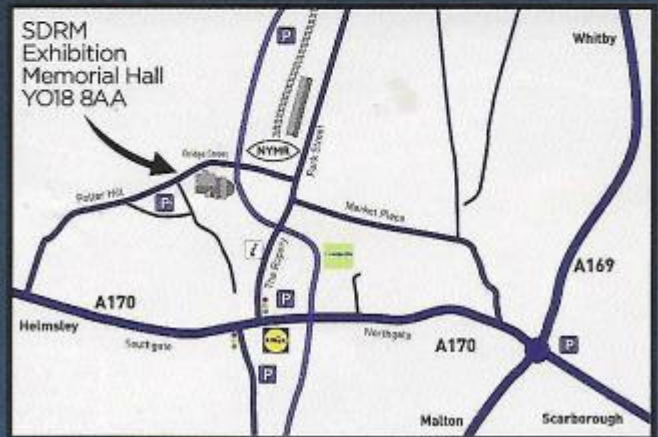 SDRM
Exhibition
Memorial Hall
YO18 8AA
Whitby
P
NYMR
Bridge Street
Park Street
Potter Hill
P
Market Place
i
The Ropery
A169
A170
P
Helmsley
Southgate
Northgate
A170
P
P
Malton
Scarborough